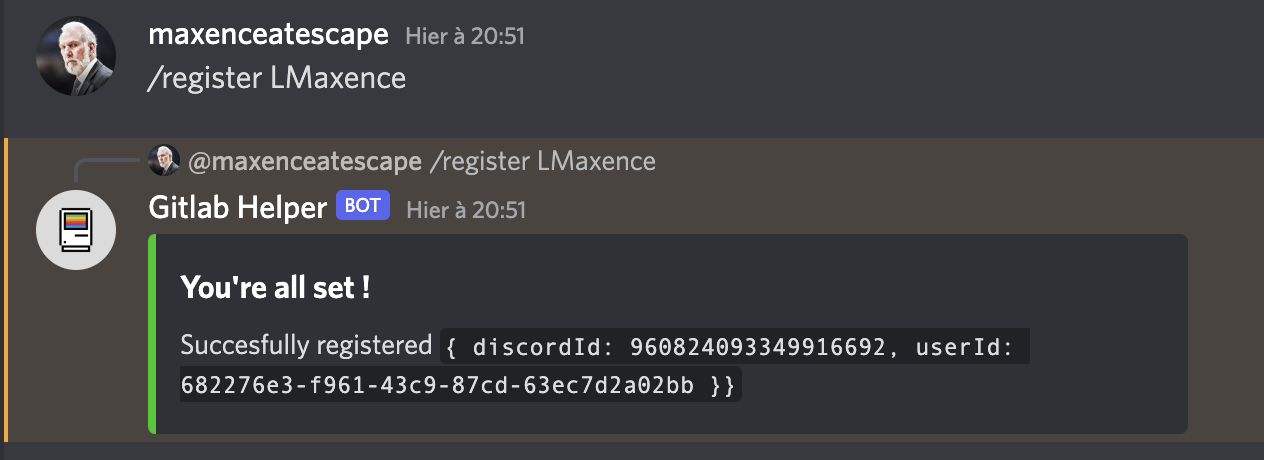 maxenceatescape Hier à 20:51
/register LMaxence
@maxenceatescape /register LMaxence
Gitlab Helper BOT Hier à 20:51
You're all set !
Succesfully registered { discordId: 960824093349916692, userId:
682276e3-f961-43c9-87cd-63ec7d2a02bb }}